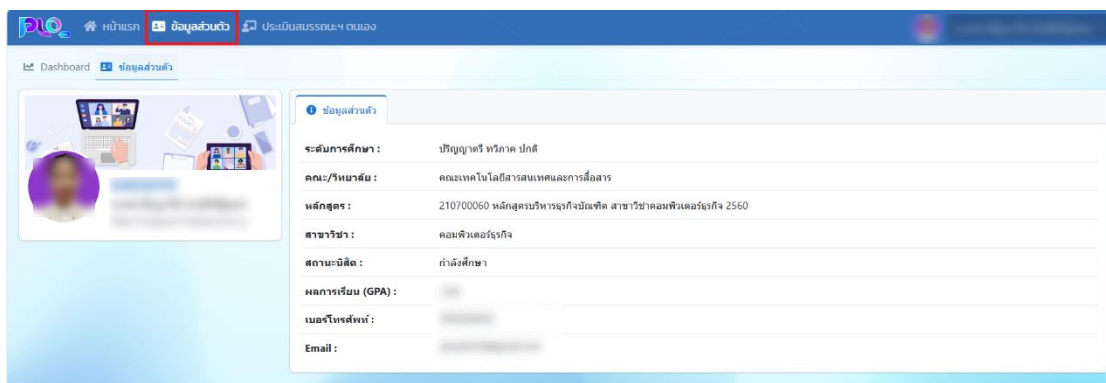 PLO หน้าแรก ข้อมูลส่วนตัว ประเมินสมรรถนะฯ ตนเอง
Dashboard ข้อมูลส่วนตัว
ข้อมูลส่วนตัว
ระดับการศึกษา : ปริญญาตรี ทวิภาค ปกติ
คณะ/วิทยาลัย : คณะเทคโนโลยีสารสนเทศและการสื่อสาร
หลักสูตร : 210700060 หลักสูตรบริหารธุรกิจบัณฑิต สาขาวิชาคอมพิวเตอร์ธุรกิจ 2560
สาขาวิชา : คอมพิวเตอร์ธุรกิจ
สถานะนิสิต : กำลังศึกษา
ผลการเรียน (GPA) :
เบอร์โทรศัพท์ :
Email :